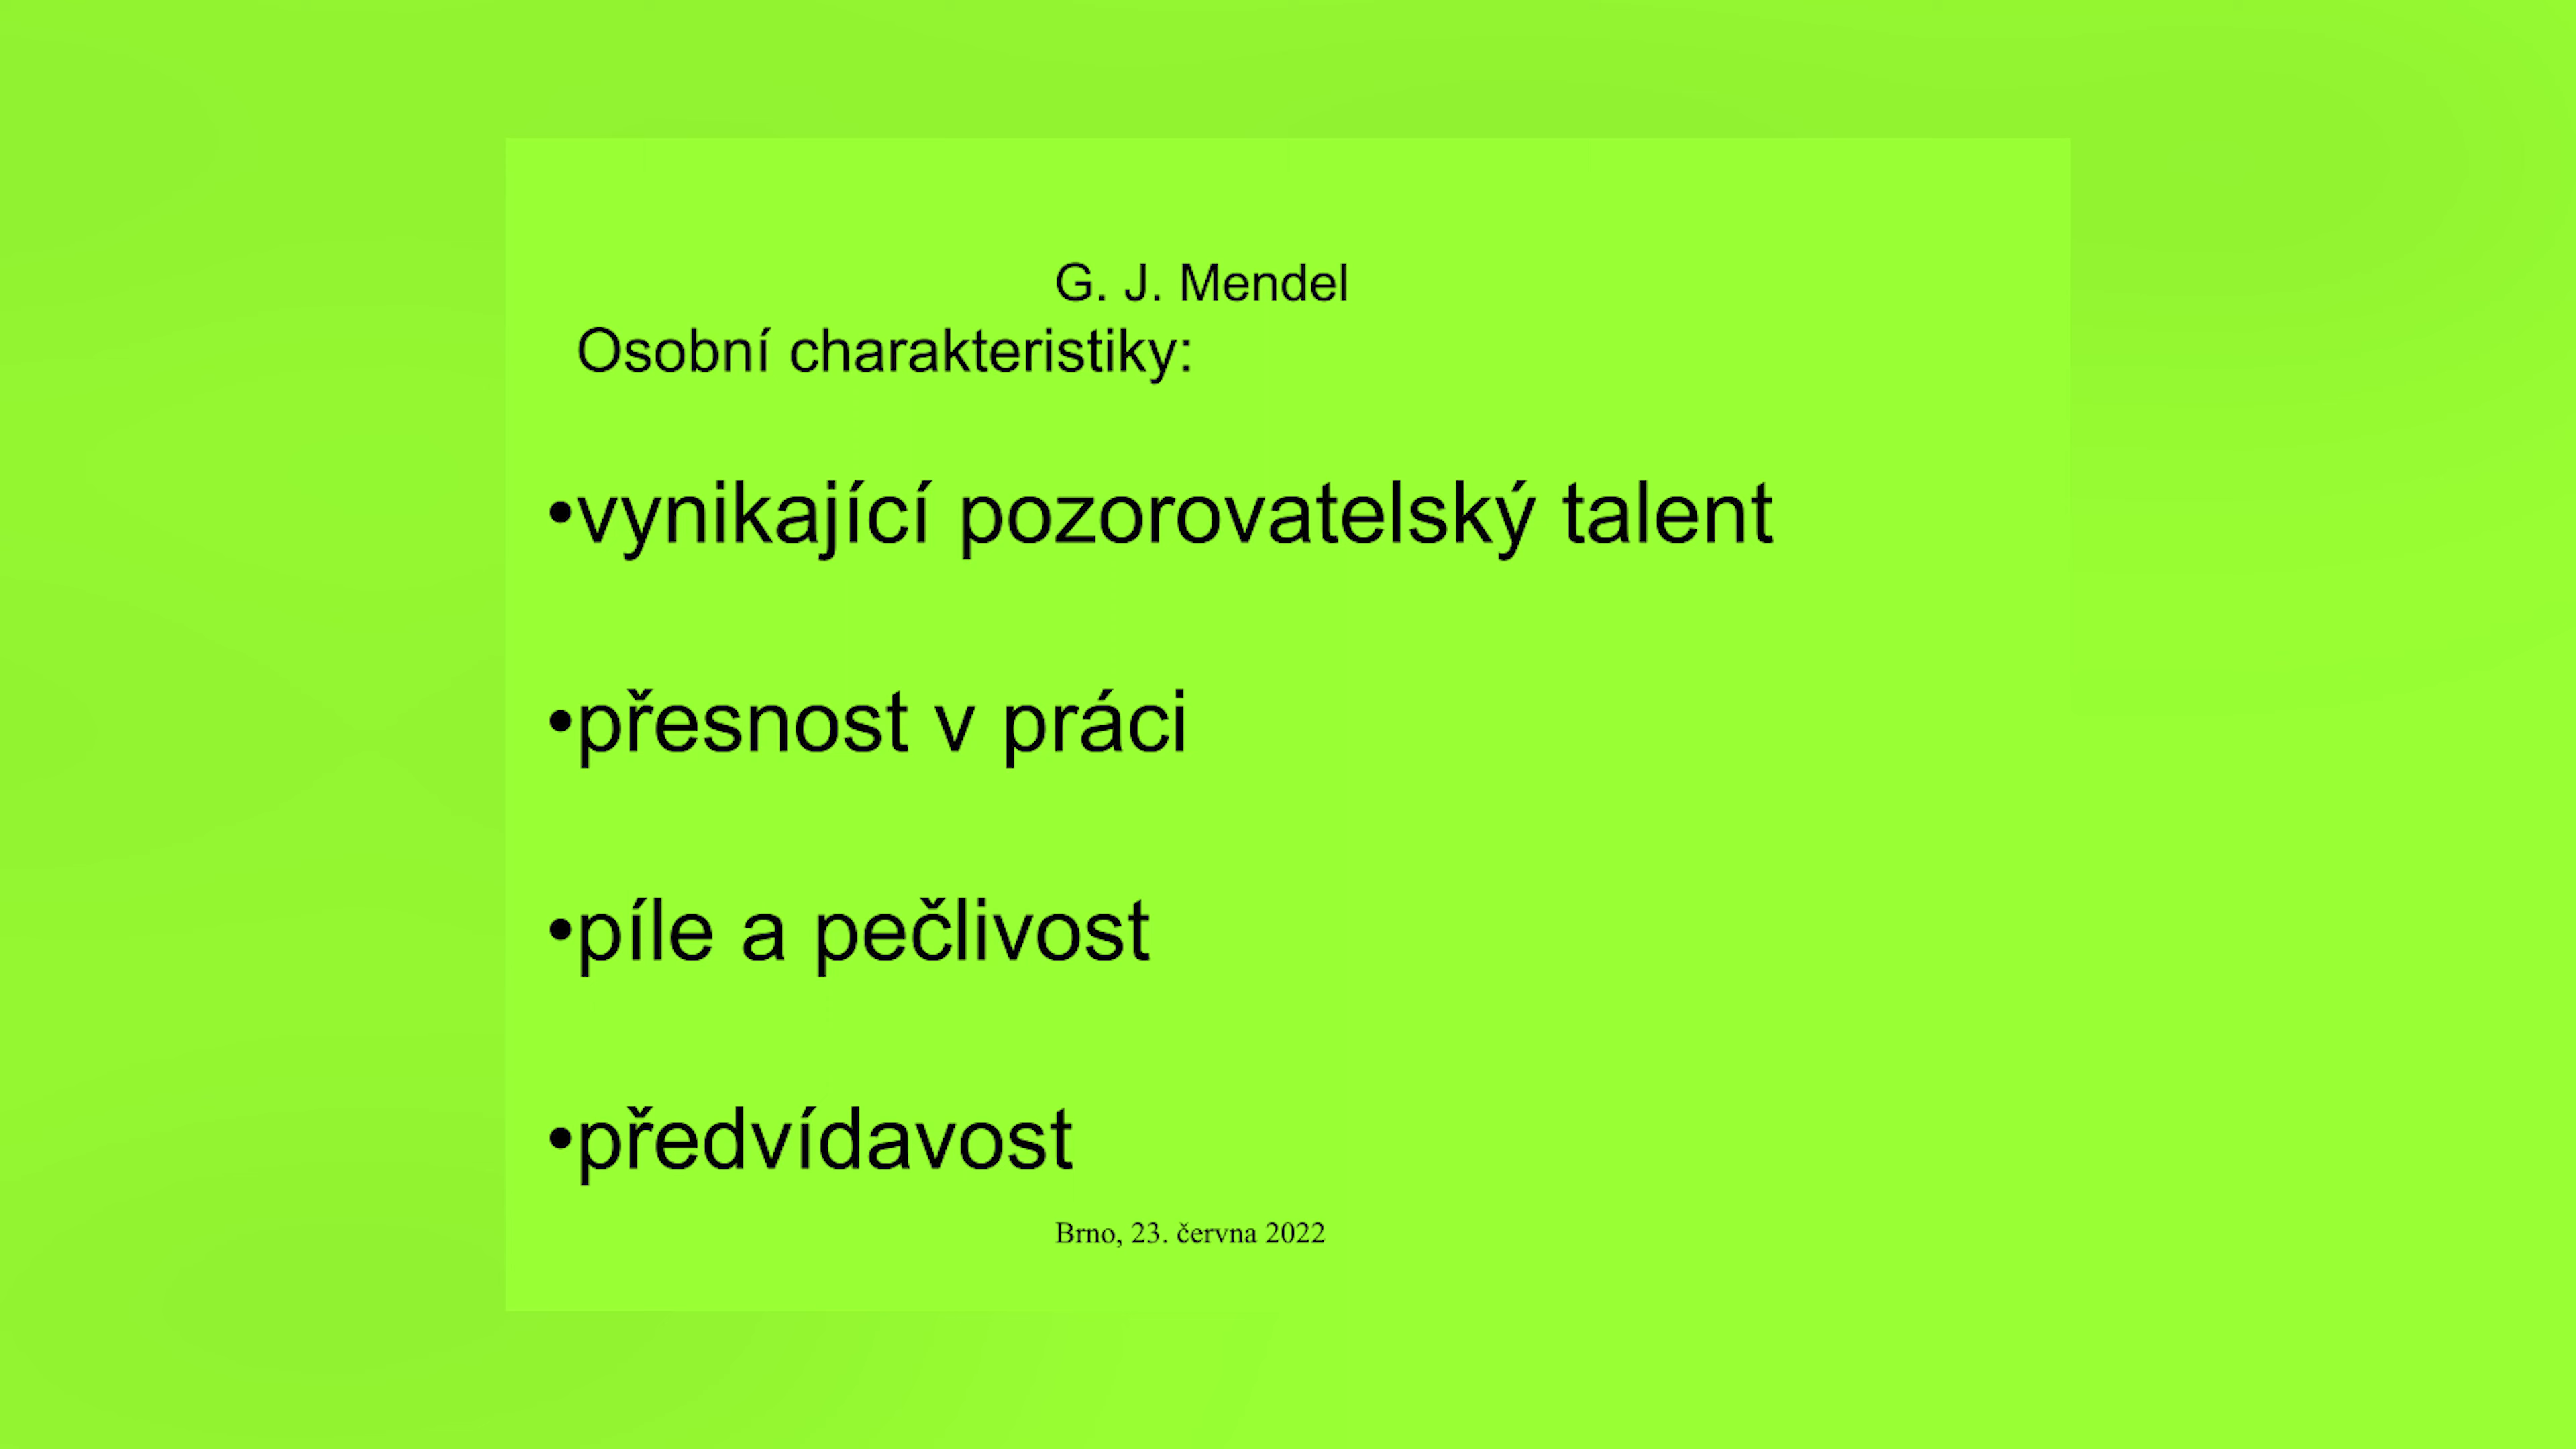 G. J. Mendel
Osobní charakteristiky:
•vynikající pozorovatelský talent
•přesnost v práci
•píle a pečlivost
•předvídavost
Brno, 23. června 2022